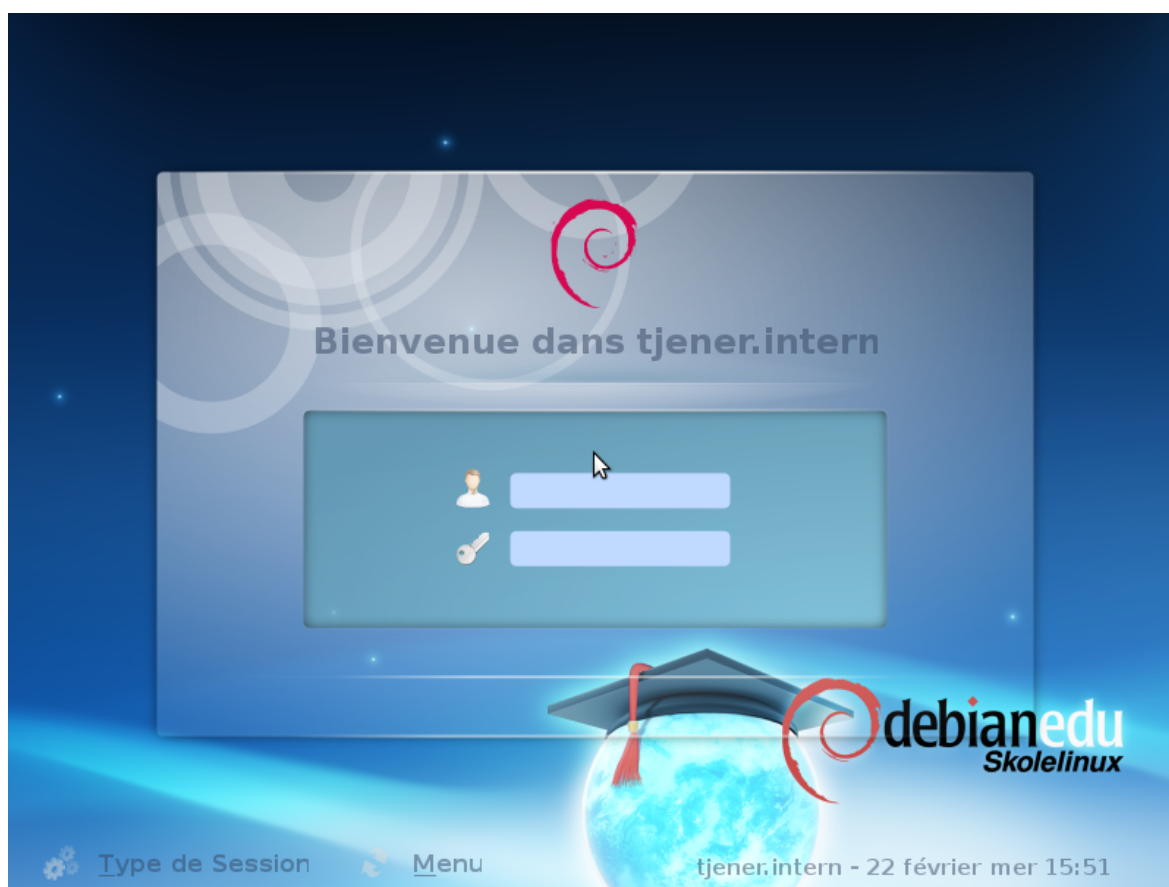 Bienvenue dans tjener.intern
debianedu
Skolelinux
Type de Session
Menu
tjener.intern - 22 février mer 15:51